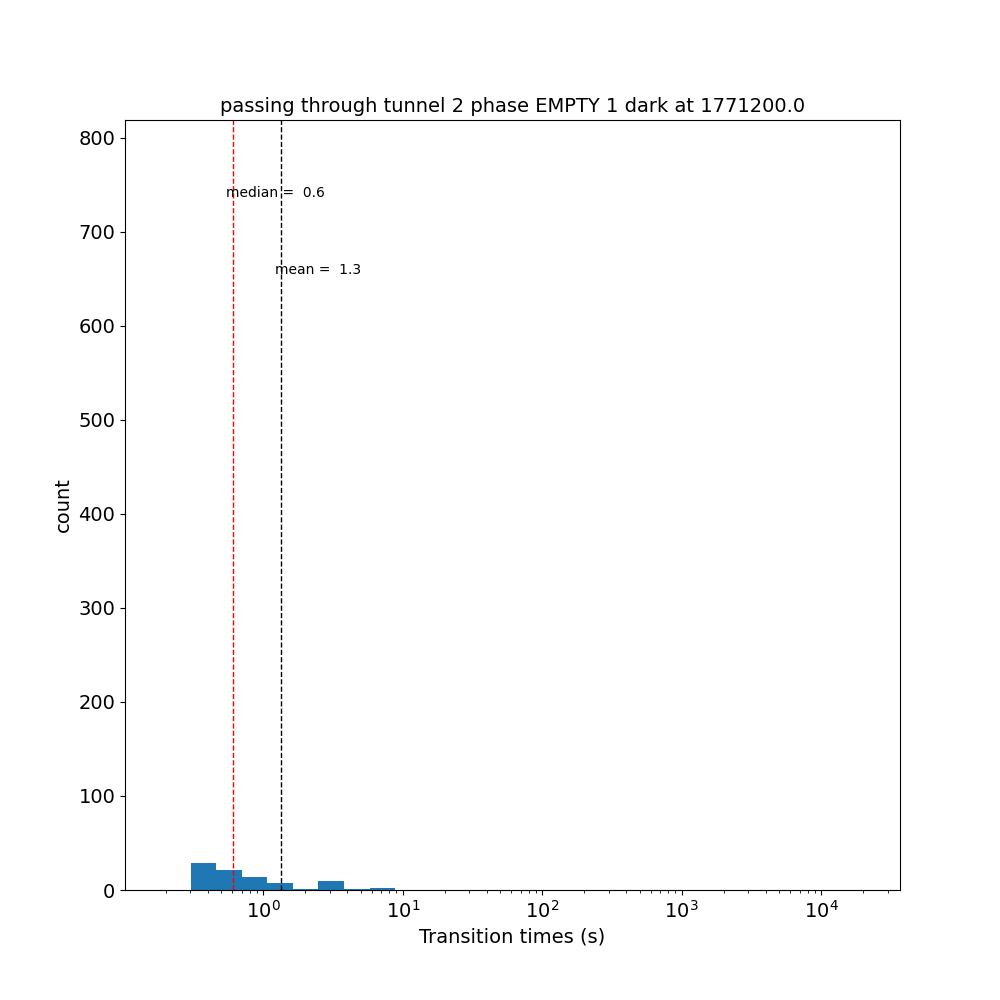 passing through tunnel 2 phase EMPTY 1 dark at 1771200.0
800
median =  0.6
700
mean =  1.3
600
500
count
400
300
200
100
0
10⁰ 10¹ 10² 10³ 10⁴
Transition times (s)